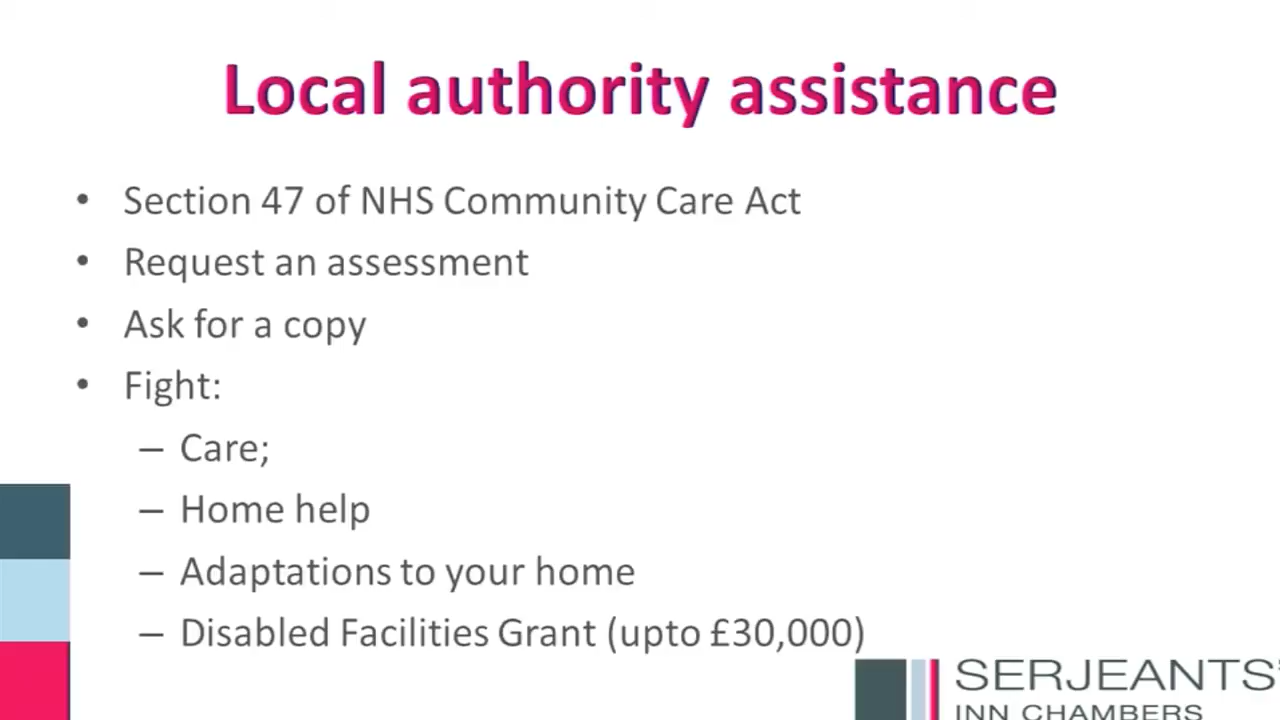 Local authority assistance
• Section 47 of NHS Community Care Act
• Request an assessment
• Ask for a copy
• Fight:
– Care;
– Home help
– Adaptations to your home
– Disabled Facilities Grant (upto £30,000)
SERJEANTS'
INN CHAMBERS